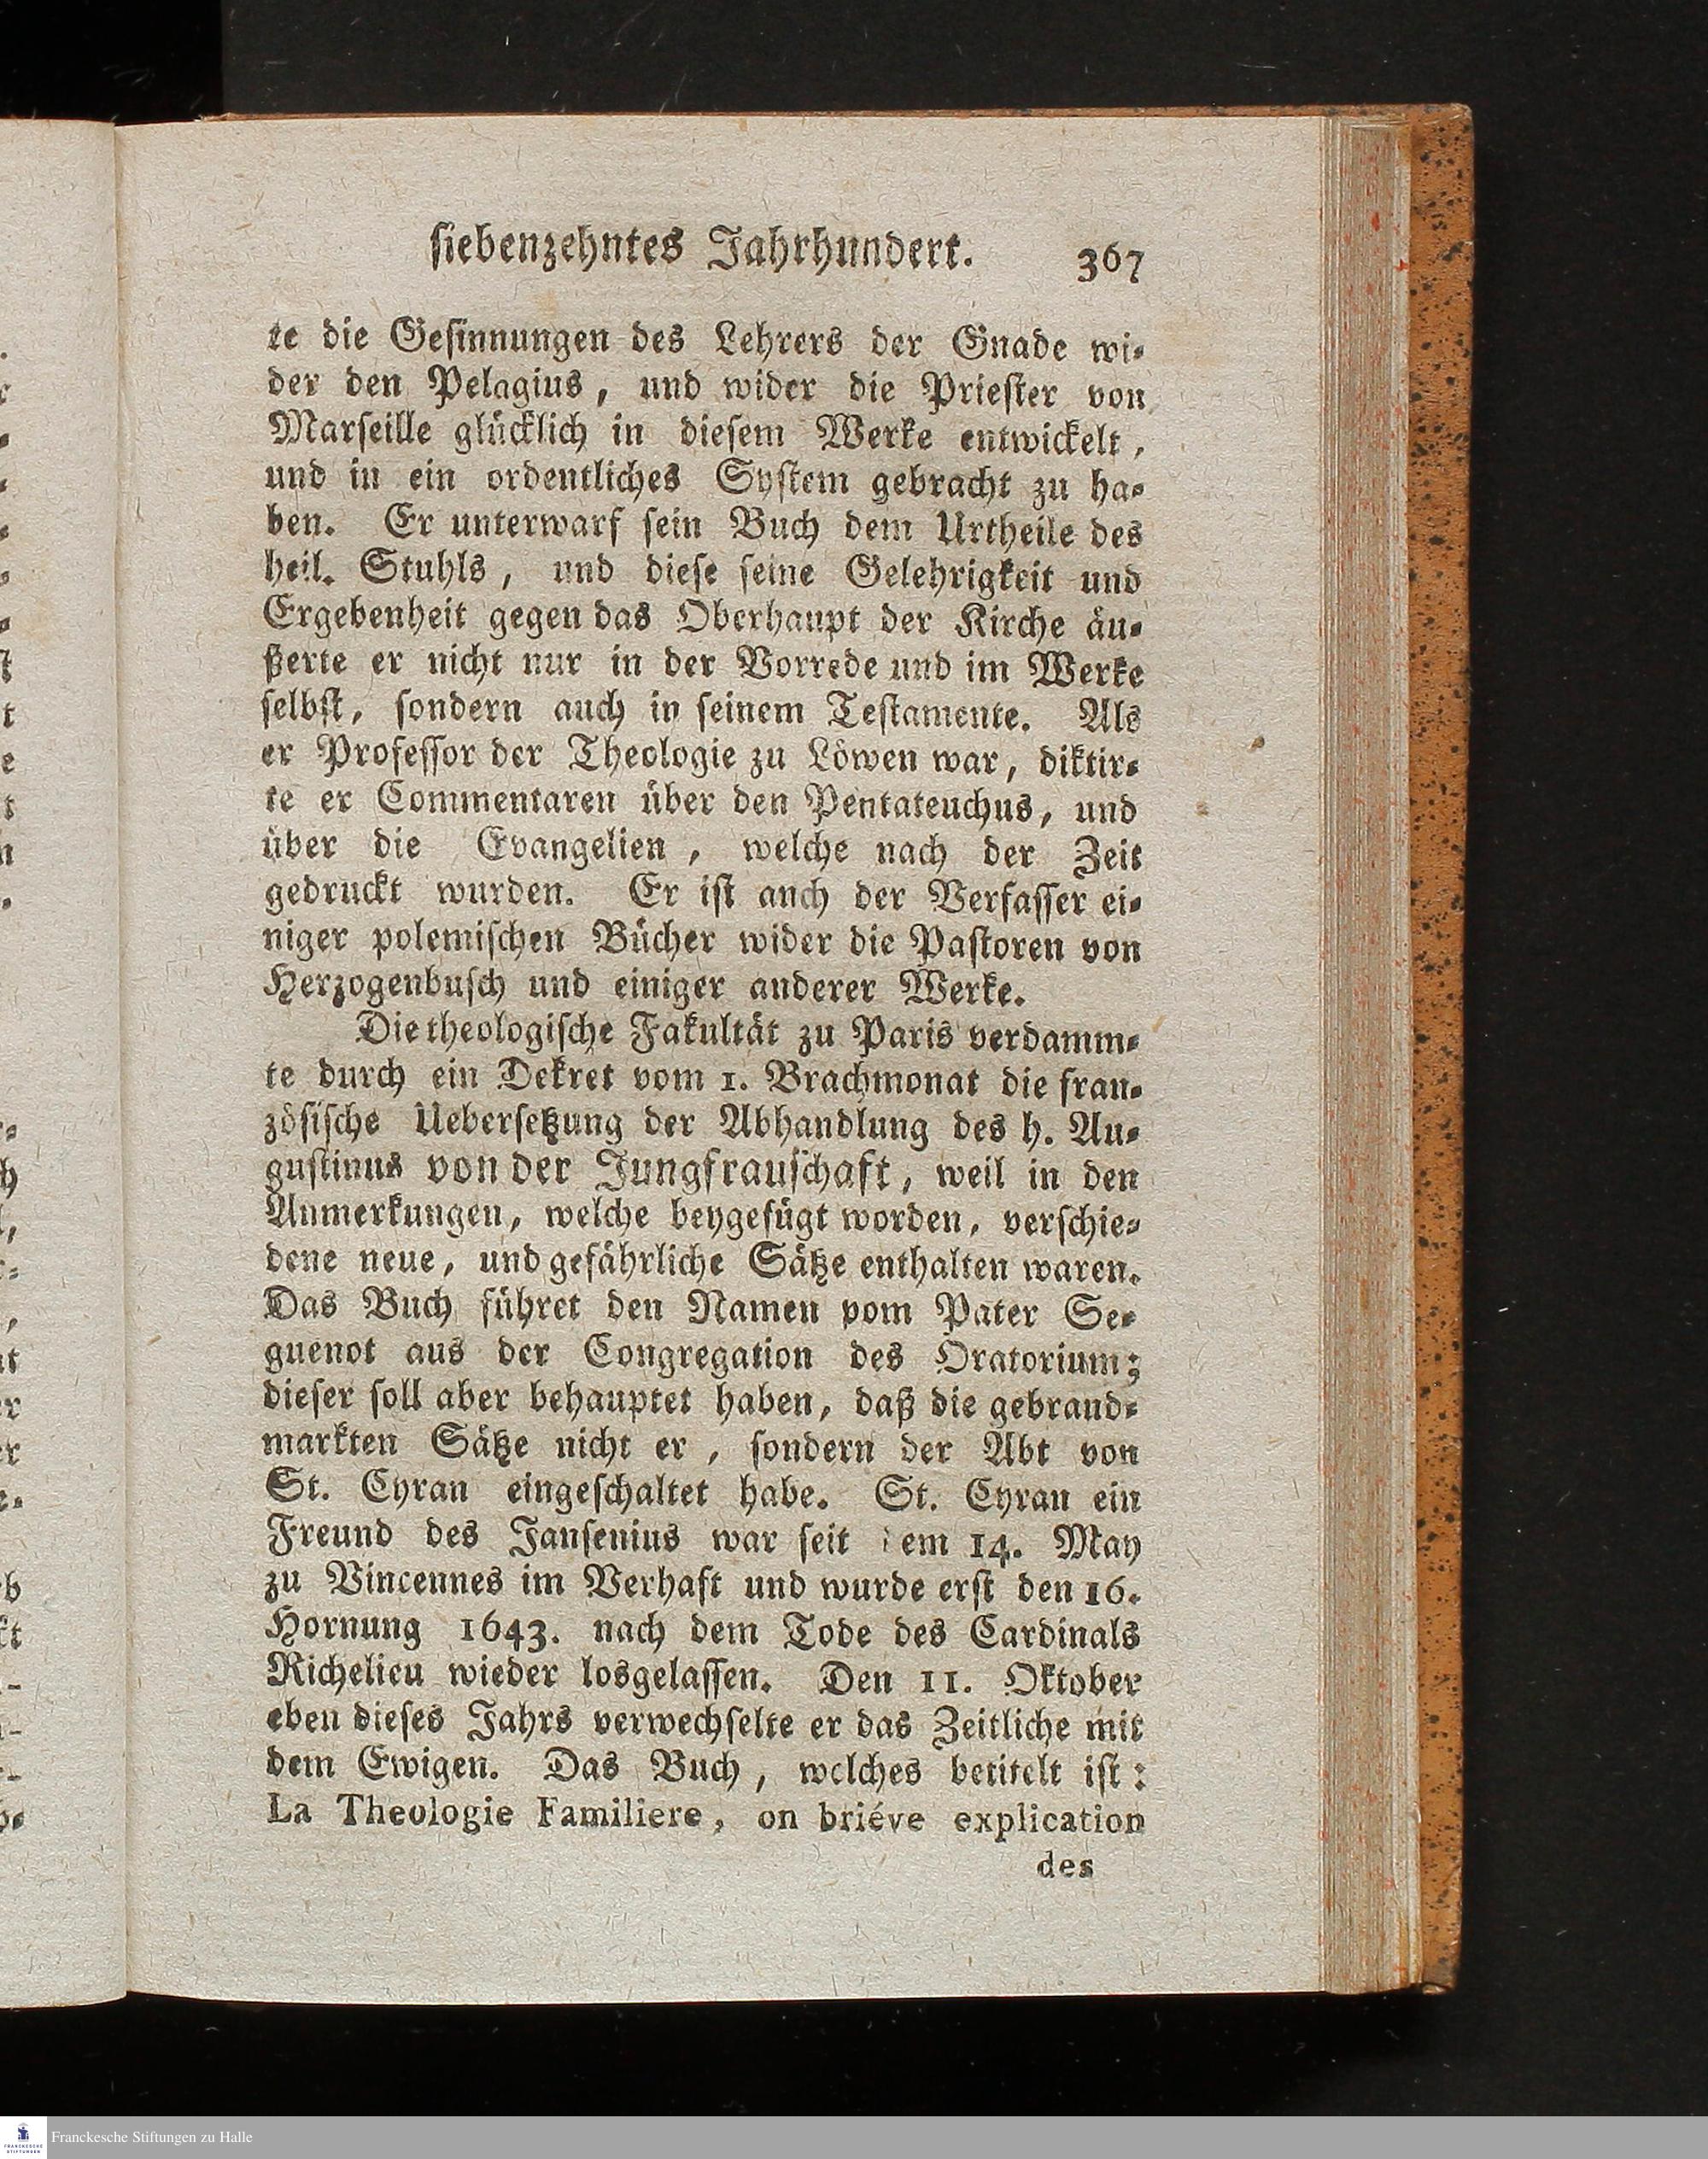 siebenzehntes Jahrhundert. 367
te die Gesinnungen des Lehrers der Gnade wi-
der den Pelagius, und wider die Priester von
Marseille glücklich in diesem Werke entwickelt,
und in ein ordentliches System gebracht zu ha-
ben. Er unterwarf sein Buch dem Urtheile des
heil. Stuhls, und diese seine Gelehrigkeit und
Ergebenheit gegen das Oberhaupt der Kirche äu-
ßerte er nicht nur in der Vorrede und im Werke
selbst, sondern auch in seinem Testamente. Als
er Professor der Theologie zu Löwen war, diktir-
te er Commentaren über den Pentateuchus, und
über die Evangelien, welche nach der Zeit
gedruckt wurden. Er ist auch der Verfasser ei-
niger polemischen Bücher wider die Pastoren von
Herzogenbusch und einiger anderer Werke.
Die theologische Fakultät zu Paris verdamm-
te durch ein Dekret vom 1. Brachmonat die fran-
zösische Uebersetzung der Abhandlung des h. Au-
gustinus von der Jungfrauschaft, weil in den
Anmerkungen, welche beygefügt worden, verschie-
dene neue, und gefährliche Sätze enthalten waren.
Das Buch führet den Namen vom Pater Se-
guenot aus der Congregation des Oratorium;
dieser soll aber behauptet haben, daß die gebrand-
markten Sätze nicht er, sondern der Abt von
St. Cyran eingeschaltet habe. St. Cyran ein
Freund des Jansenius war seit dem 14. May
zu Vincennes im Verhaft und wurde erst den 16.
Hornung 1643. nach dem Tode des Cardinals
Richelieu wieder losgelassen. Den 11. Oktober
eben dieses Jahrs verwechselte er das Zeitliche mit
dem Ewigen. Das Buch, welches betitelt ist:
La Theologie Familiere, on briéve explication
des
Franckesche Stiftungen zu Halle